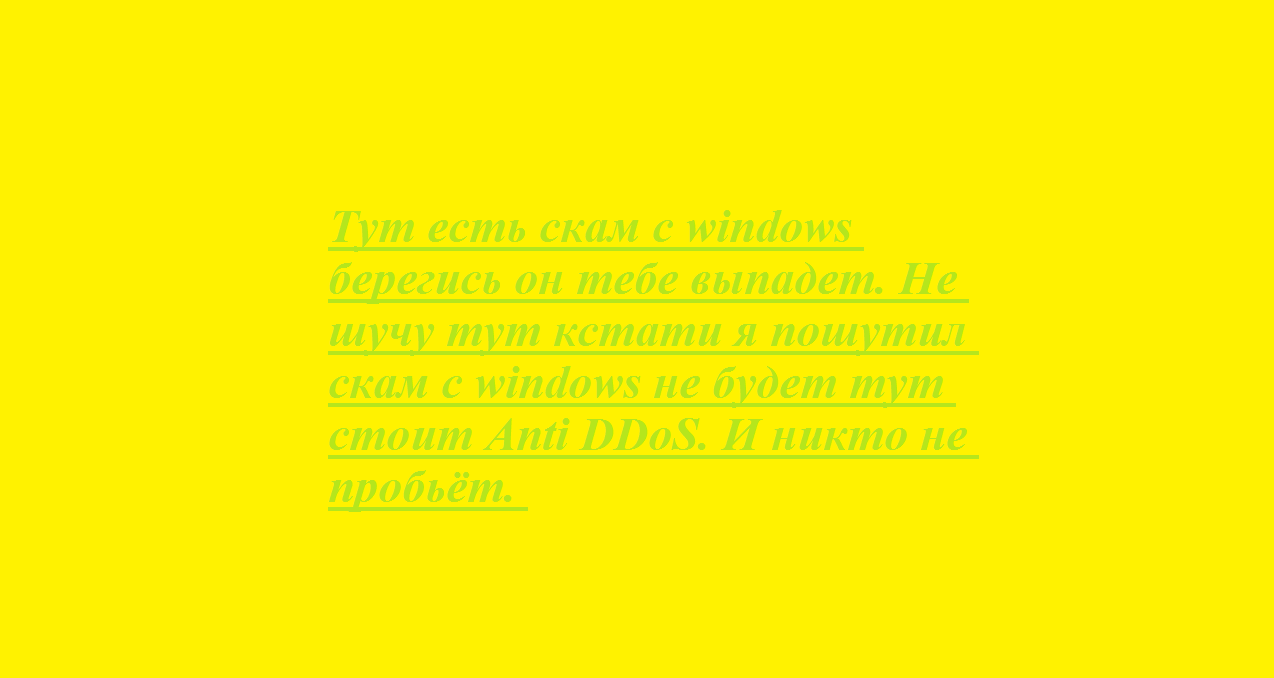 Тут есть скам с windows
берегись он тебе выпадет. Не
шучу тут кстати я пошутил
скам с windows не будет тут
стоит Anti DDoS. И никто не
пробьёт.